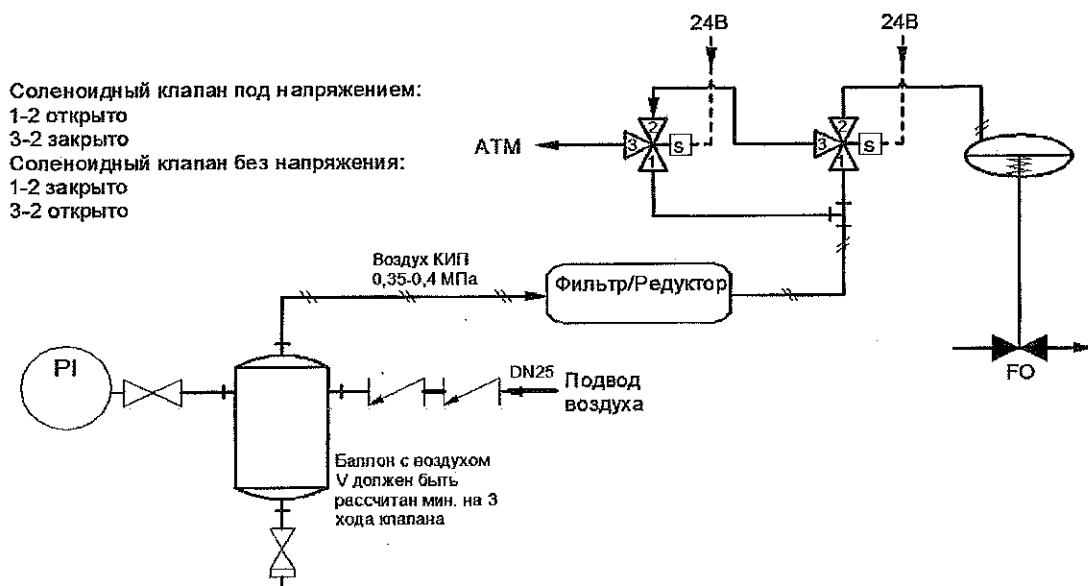 24В
24В
Соленоидный клапан под напряжением:
1-2 открыто
3-2 закрыто
Соленоидный клапан без напряжения:
1-2 закрыто
3-2 открыто
АТМ
2
3
1
s
2
3
1
s
Воздух КИП
0,35-0,4 МПа
Фильтр/Редуктор
PI
DN25
Подвод
воздуха
FO
Баллон с воздухом
V должен быть
рассчитан мин. на 3
хода клапана